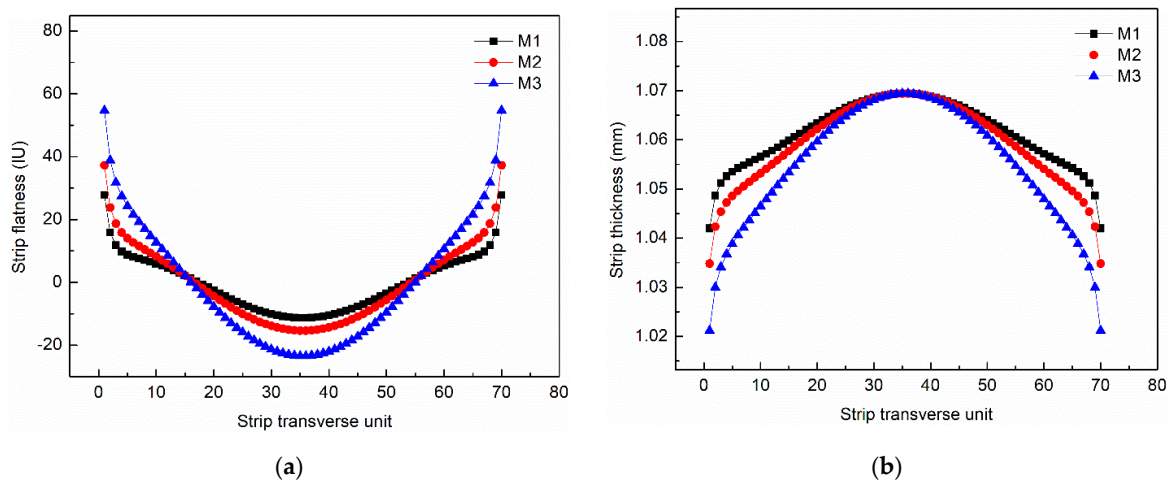 80
60
40
20
0
-20
Strip flatness (IU)
M1
M2
M3
0 10 20 30 40 50 60 70 80
Strip transverse unit
(a)
1.08
1.07
1.06
1.05
1.04
1.03
1.02
Strip thickness (mm)
M1
M2
M3
0 10 20 30 40 50 60 70 80
Strip transverse unit
(b)